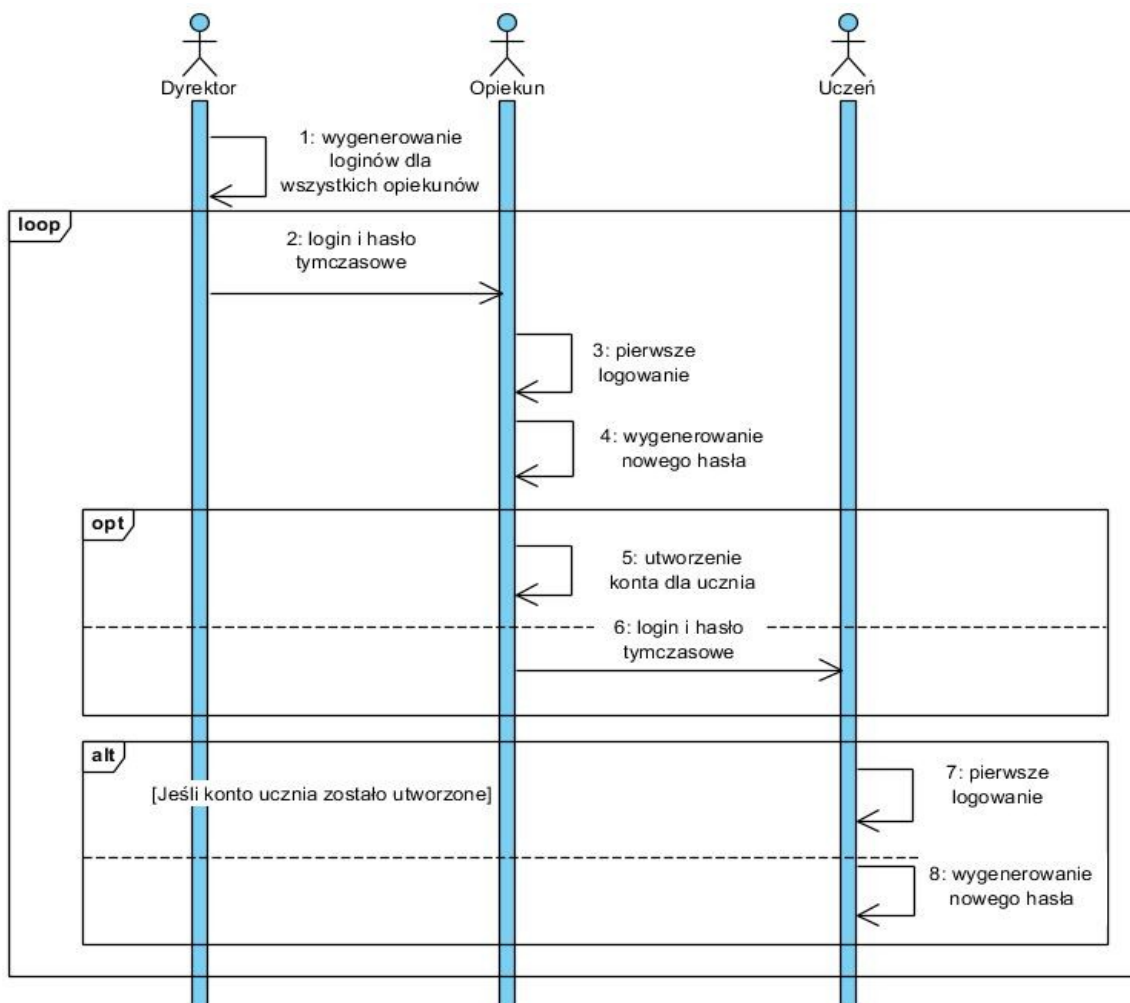 Dyrektor
Opiekun
Uczeń
1: wygenerowanie
loginów dla
wszystkich opiekunów
loop
2: login i hasło
tymczasowe
3: pierwsze
logowanie
4: wygenerowanie
nowego hasła
opt
5: utworzenie
konta dla ucznia
6: login i hasło
tymczasowe
alt
[Jeśli konto ucznia zostało utworzone]
7: pierwsze
logowanie
8: wygenerowanie
nowego hasła